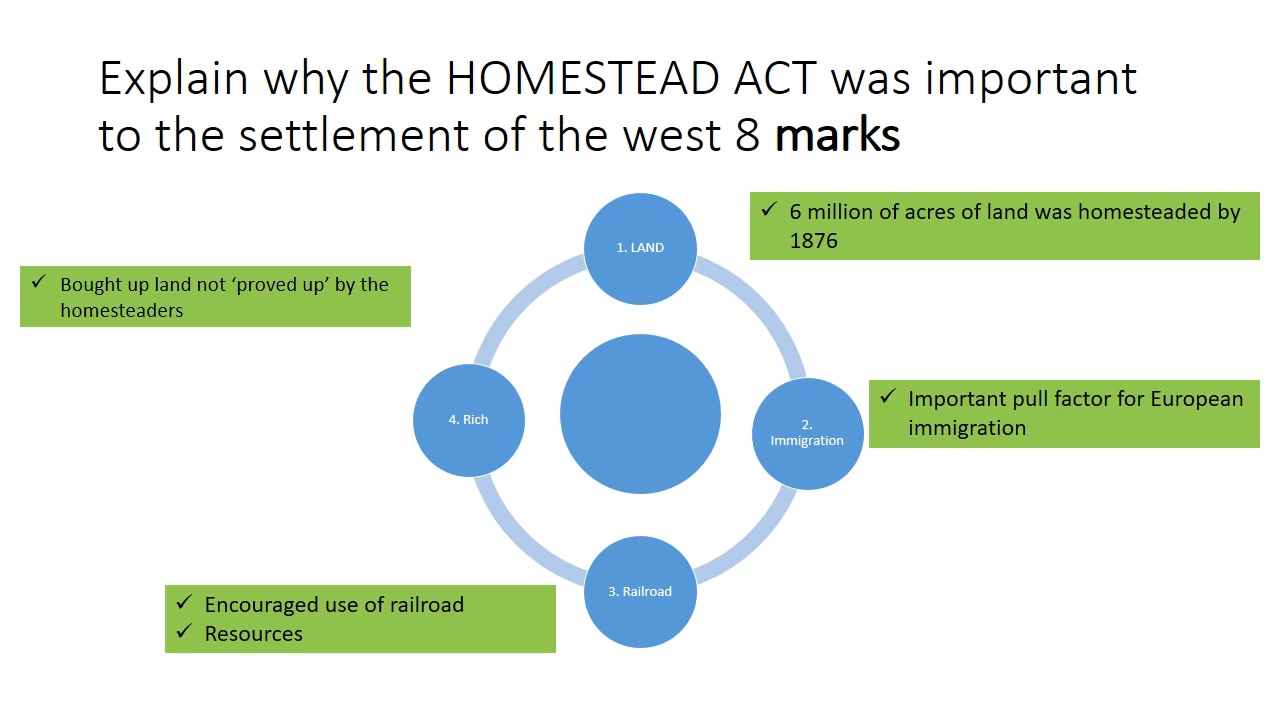 Explain why the HOMESTEAD ACT was important
to the settlement of the west 8 marks
1. LAND
✓ 6 million of acres of land was homesteaded by
1876
✓ Bought up land not ‘proved up’ by the
homesteaders
4. Rich
2.
Immigration
✓ Important pull factor for European
immigration
3. Railroad
✓ Encouraged use of railroad
✓ Resources